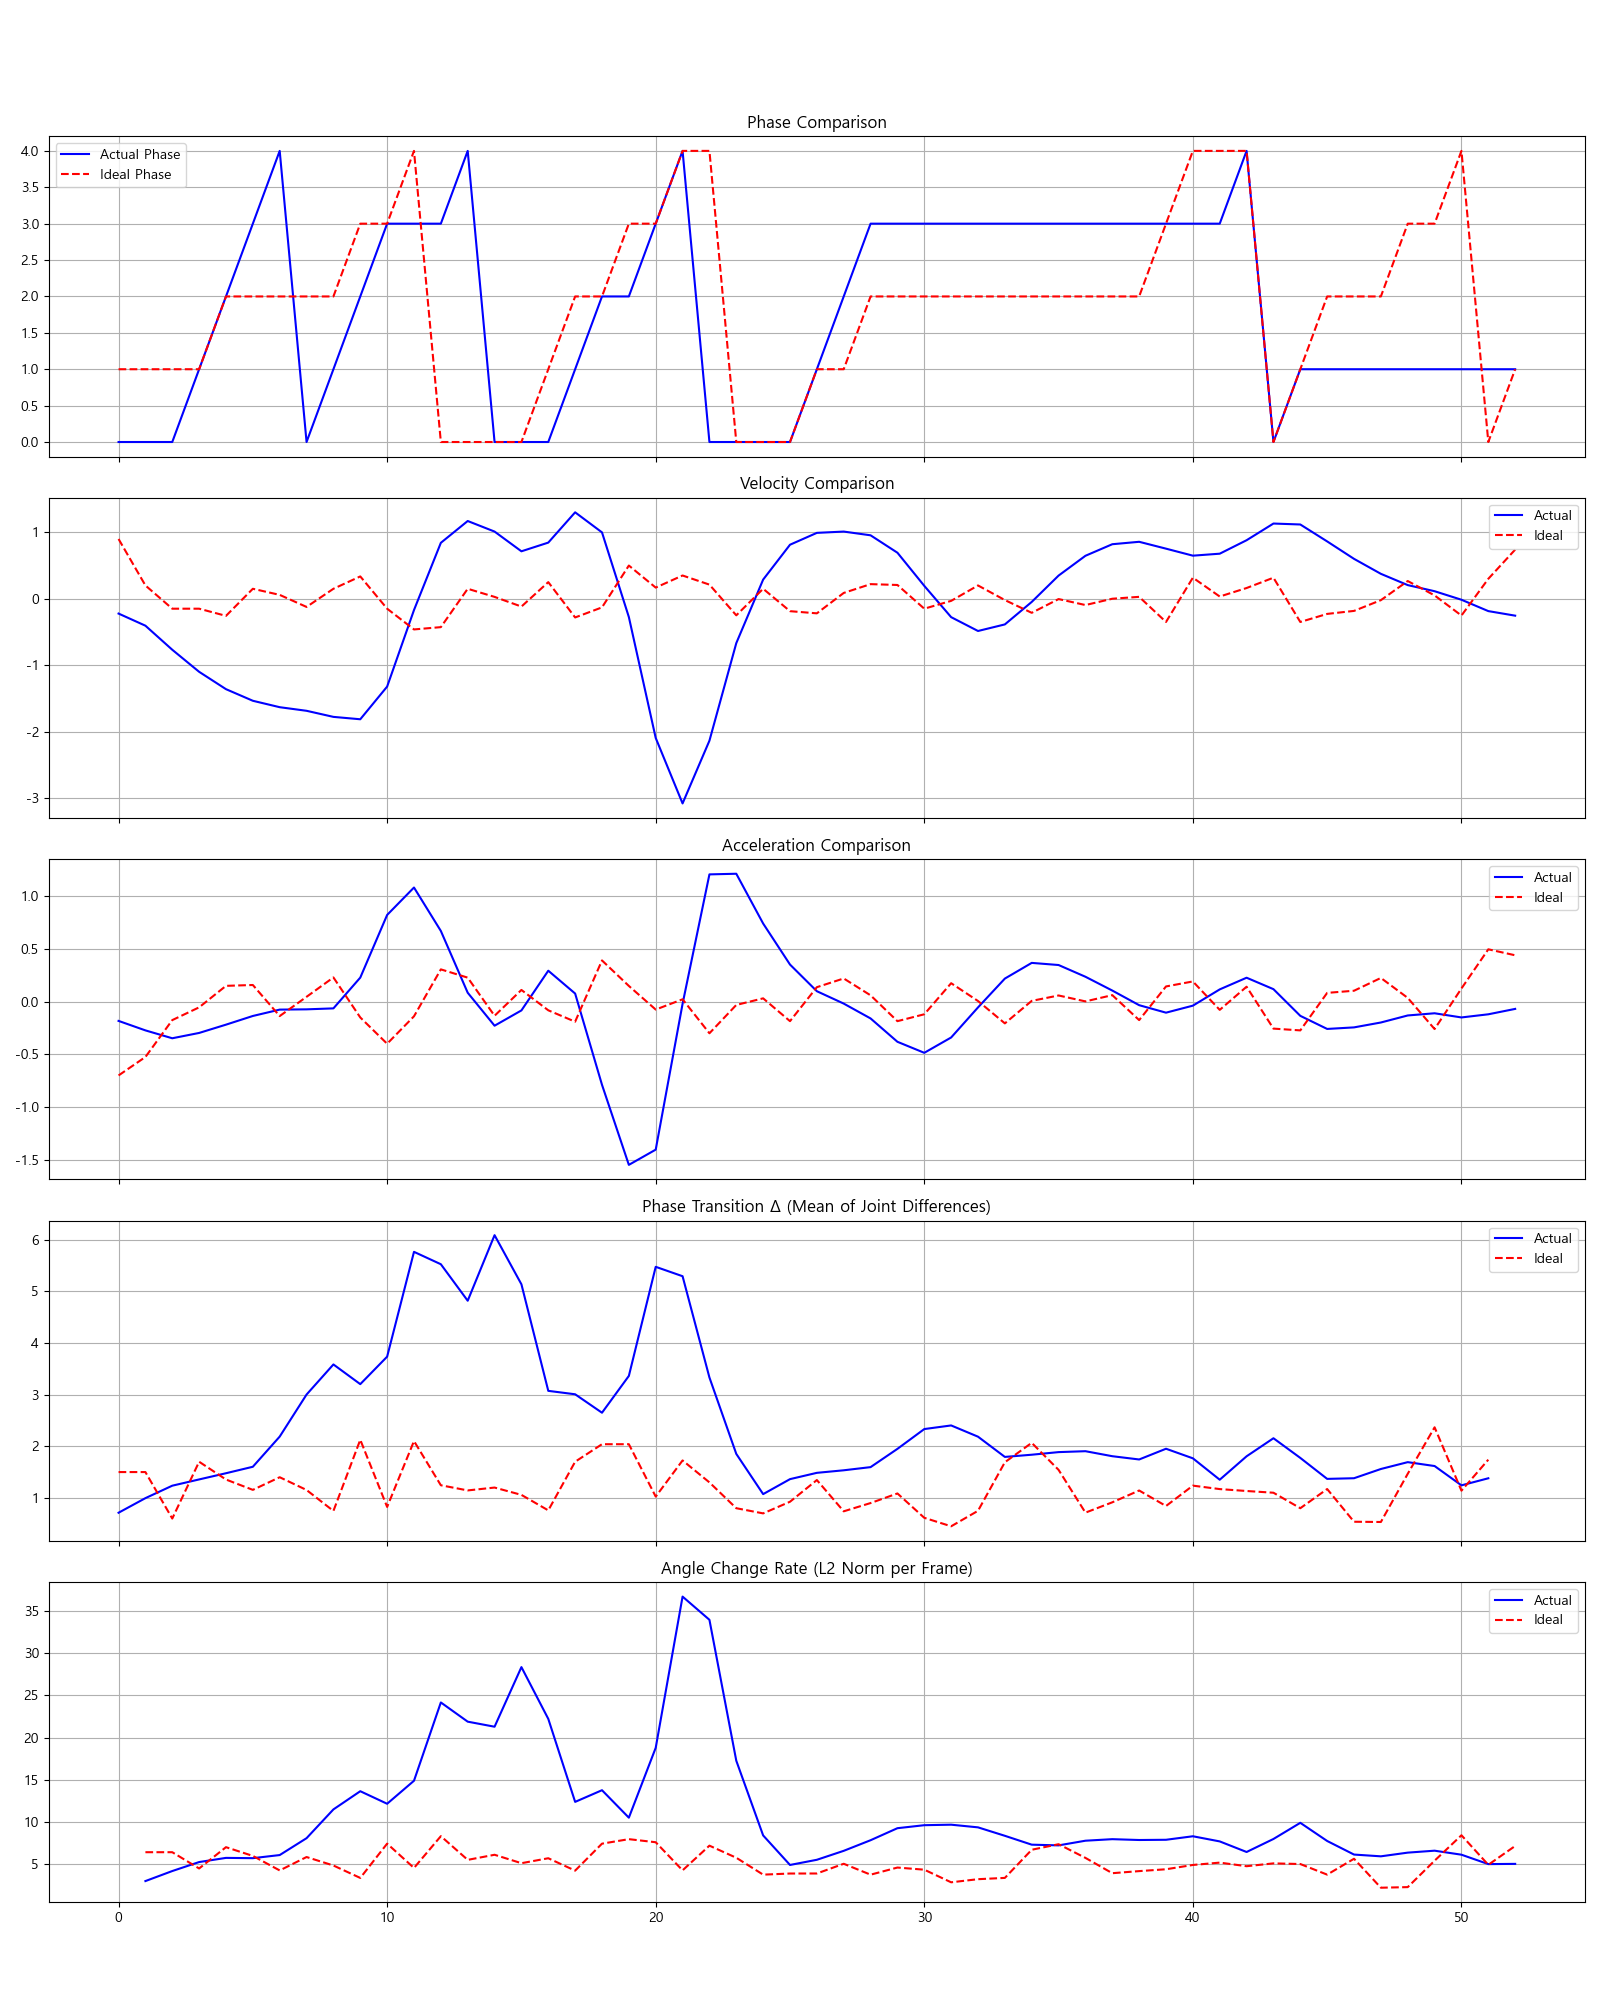 Phase Comparison
4.0
3.5
3.0
2.5
2.0
1.5
1.0
0.5
0.0
Actual Phase
Ideal Phase
Velocity Comparison
1
0
-1
-2
-3
Actual
Ideal
Acceleration Comparison
1.0
0.5
0.0
-0.5
-1.0
-1.5
Actual
Ideal
Phase Transition Δ (Mean of Joint Differences)
6
5
4
3
2
1
Actual
Ideal
Angle Change Rate (L2 Norm per Frame)
35
30
25
20
15
10
5
Actual
Ideal
0 10 20 30 40 50